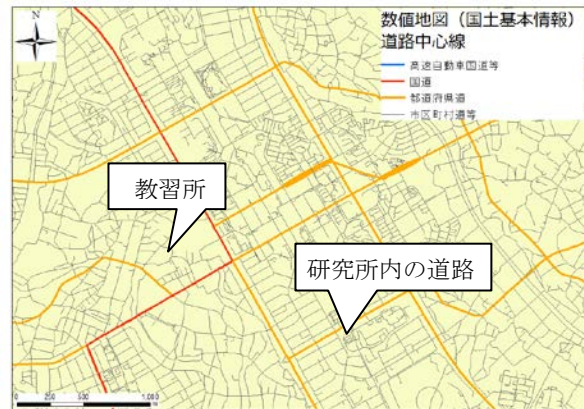 N
数値地図（国土基本情報）
道路中心線
高速自動車国道等
国道
都道府県道
市区町村道等
教習所
研究所内の道路
0 250 500 1,000